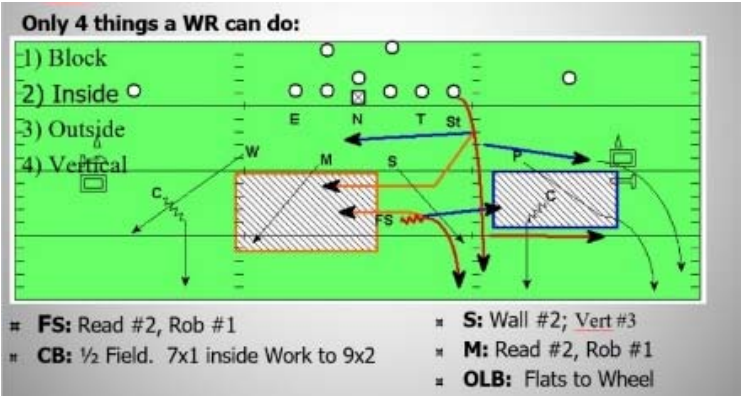 Only 4 things a WR can do:
1) Block
2) Inside
3) Outside
4) Vertical
E N T St
W M S P
C C
FS
FS: Read #2, Rob #1
CB: ½ Field. 7x1 inside Work to 9x2
S: Wall #2; Vert #3
M: Read #2, Rob #1
OLB: Flats to Wheel